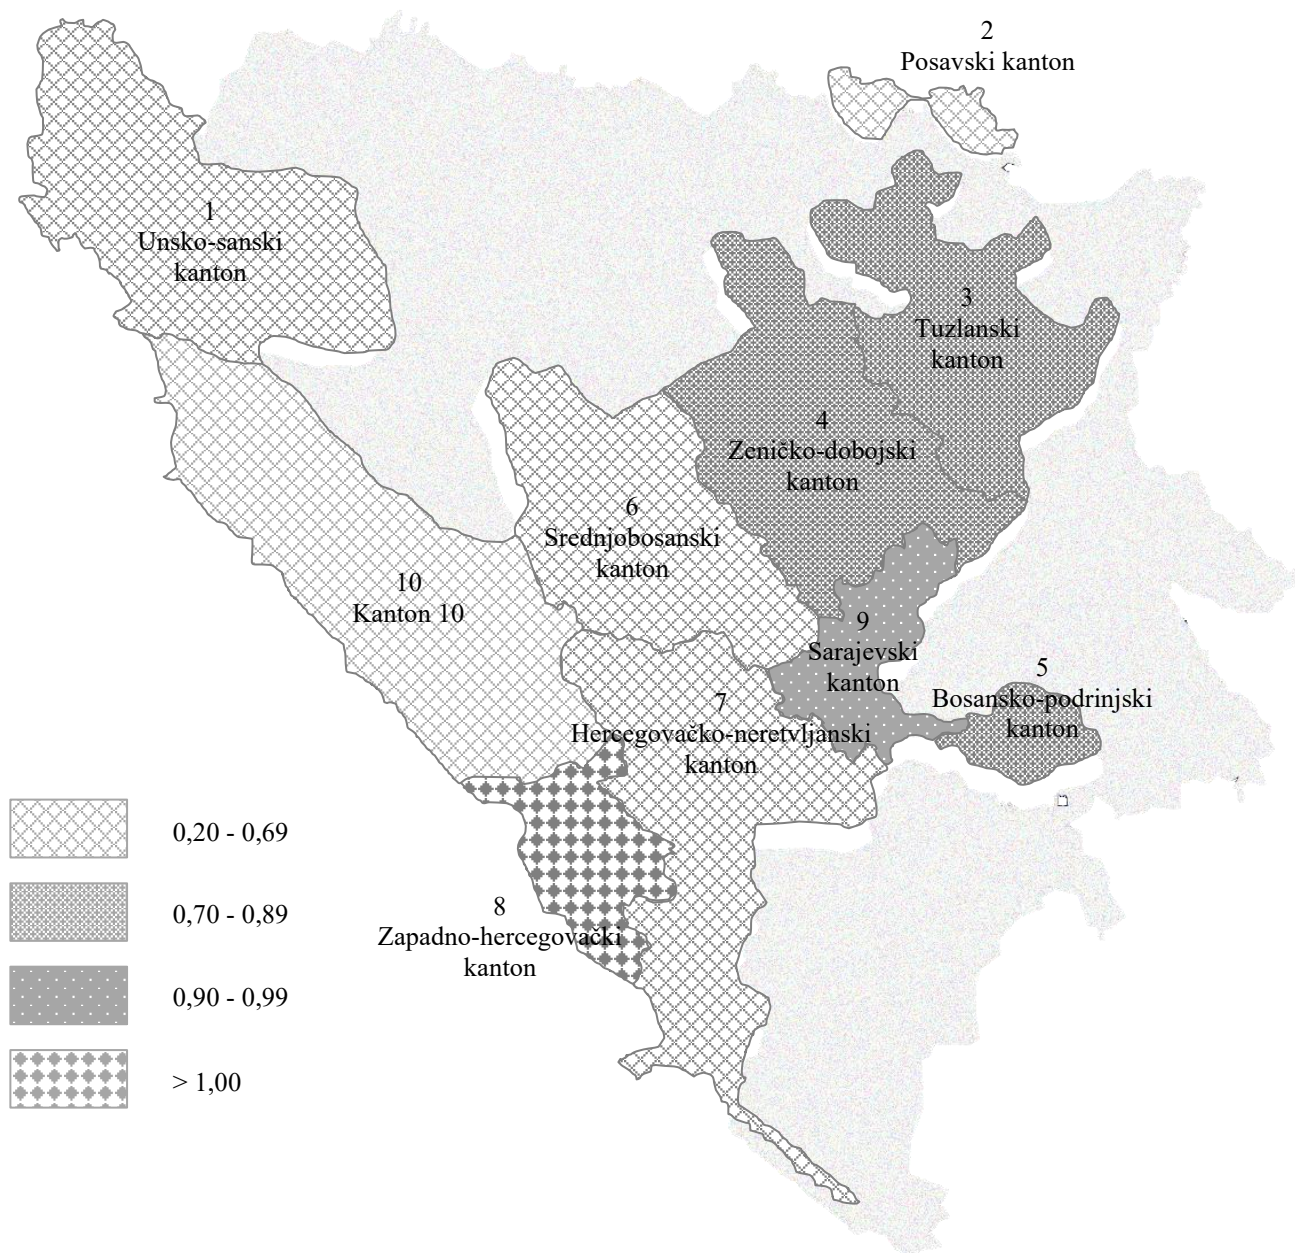 2
Posavski kanton
1
Unsko-sanski
kanton
3
Tuzlanski
kanton
4
Zeničko-dobojski
kanton
6
Srednjobosanski
kanton
10
Kanton 10
9
Sarajevski
kanton
5
Bosansko-podrinjski
kanton
7
Hercegovačko-neretvljanski
kanton
8
Zapadno-hercegovački
kanton
0,20 - 0,69
0,70 - 0,89
0,90 - 0,99
> 1,00